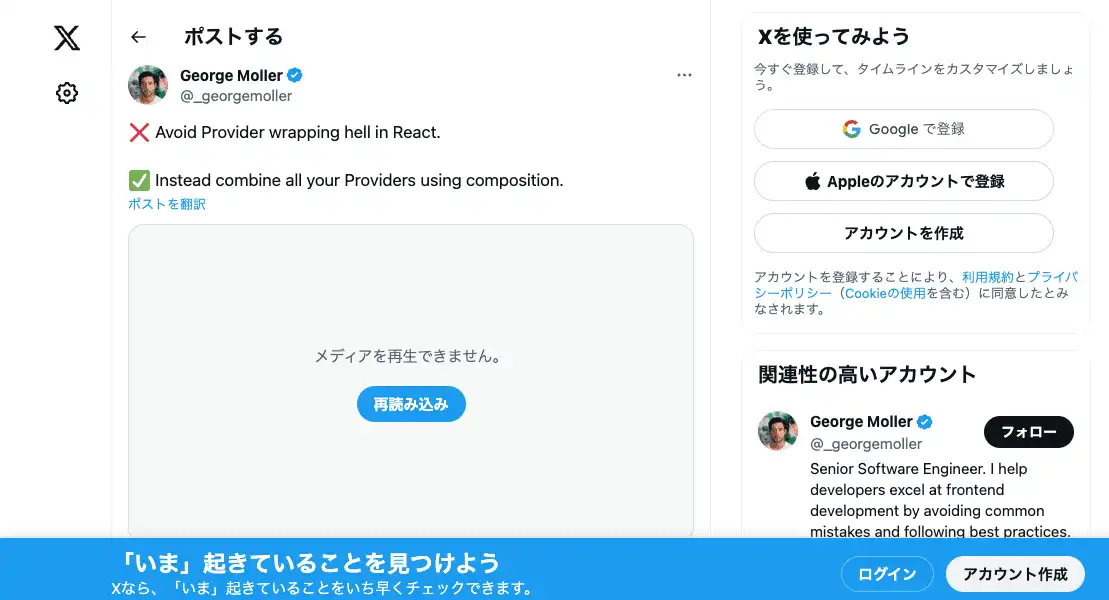 ポストする
George Moller
@_georgemoller
❌ Avoid Provider wrapping hell in React.
✅ Instead combine all your Providers using composition.
ポストを翻訳
メディアを再生できません。
再読み込み
Xを使ってみよう
今すぐ登録して、タイムラインをカスタマイズしましょ
う。
Google で登録
Appleのアカウントで登録
アカウントを作成
アカウントを登録することにより、利用規約とプライバ
シーポリシー（Cookieの使用を含む）に同意したとみ
なされます。
関連性の高いアカウント
George Moller
@_georgemoller
フォロー
Senior Software Engineer. I help
developers excel at frontend
development by avoiding common
mistakes and following best practices.
「いま」起きていることを見つけよう
Xなら、「いま」起きていることをいち早くチェックできます。
ログイン
アカウント作成